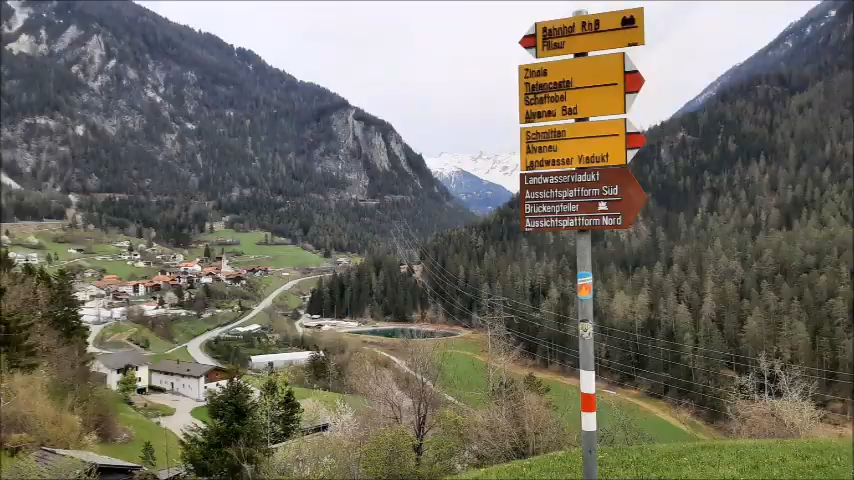 Bahnhof RhB
Filisur
Zinols
Tiefencastel
Schaftobel
Alvaneu Bad
Schmitten
Alvaneu
Landwasser Viadukt
Landwasserviadukt
Aussichtsplattform Süd
Brückenpfeiler
Aussichtsplattform Nord